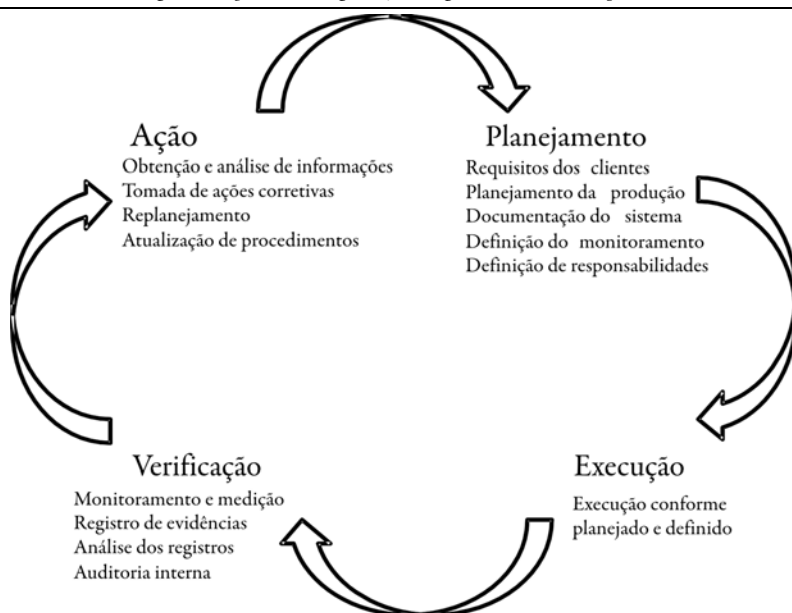 Ação
Obtenção e análise de informações
Tomada de ações corretivas
Replanejamento
Atualização de procedimentos
Planejamento
Requisitos dos clientes
Planejamento da produção
Documentação do sistema
Definição do monitoramento
Definição de responsabilidades
Verificação
Monitoramento e medição
Registro de evidências
Análise dos registros
Auditoria interna
Execução
Execução conforme
planejado e definido